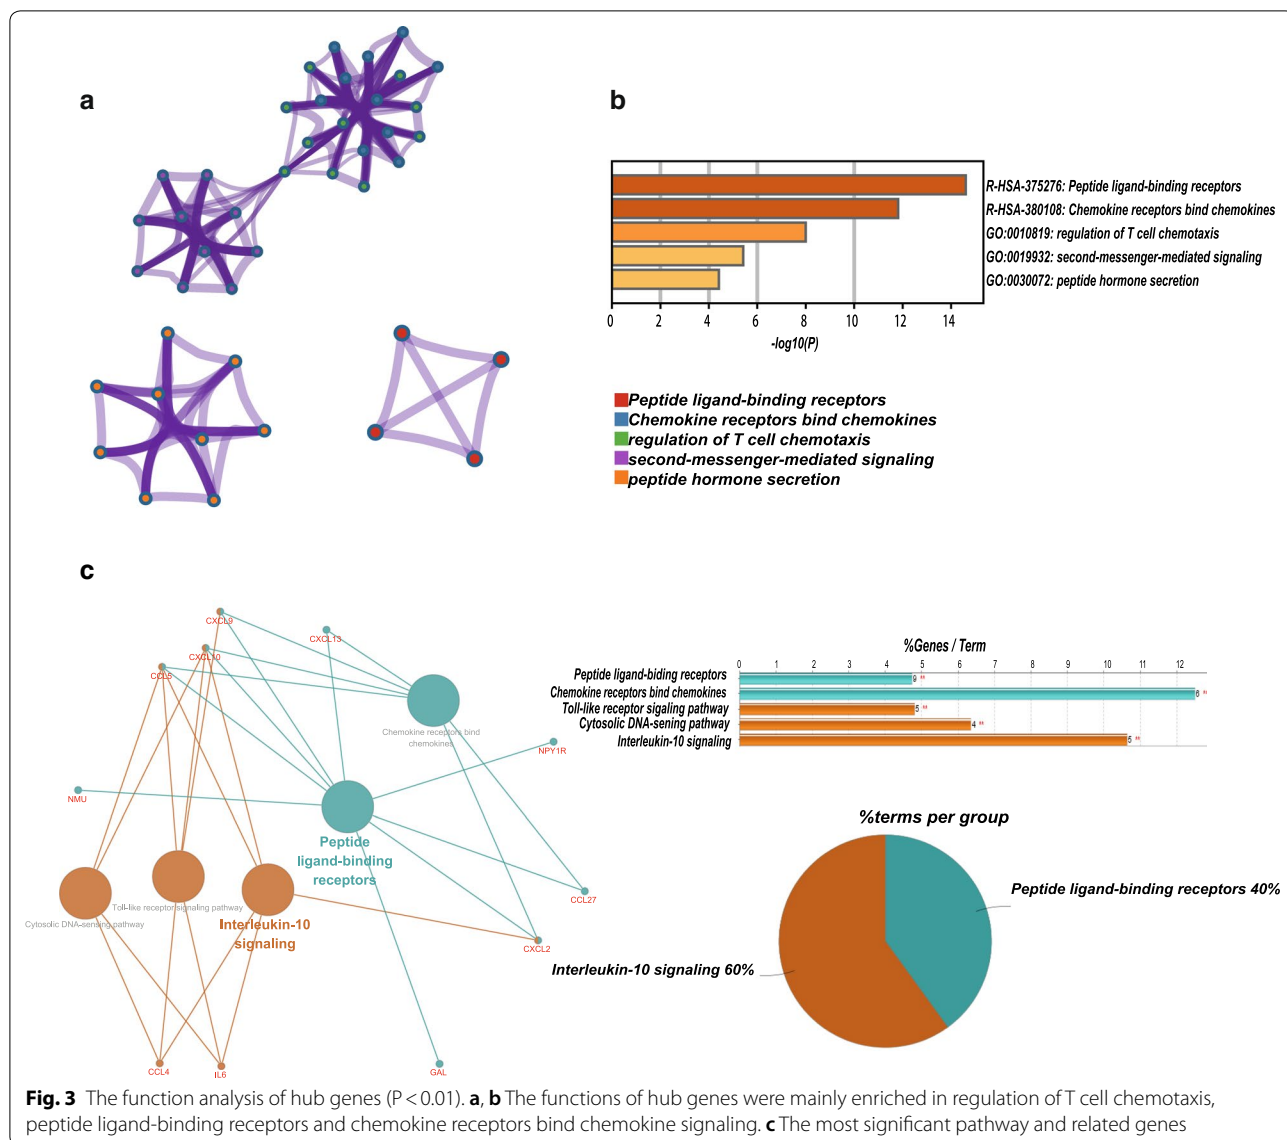 a
b
R-HSA-375276: Peptide ligand-binding receptors
R-HSA-380108: Chemokine receptors bind chemokines
GO:0010819: regulation of T cell chemotaxis
GO:0019932: second-messenger-mediated signaling
GO:0030072: peptide hormone secretion
0 2 4 6 8 10 12 14
-log10(P)
Peptide ligand-binding receptors
Chemokine receptors bind chemokines
regulation of T cell chemotaxis
second-messenger-mediated signaling
peptide hormone secretion
c
CXCL9
CXCL13
CXCL10
CCL5
Chemokine receptors bind
chemokines
NPY1R
NMU
Peptide
ligand-binding
receptors
Toll-like receptor signaling pathway
Cytosolic DNA-sensing pathway
Interleukin-10
signaling
CCL27
CXCL2
CCL4
IL6
GAL
%Genes / Term
0 1 2 3 4 5 6 7 8 9 10 11 12
Peptide ligand-biding receptors 9 **
Chemokine receptors bind chemokines 6 **
Toll-like receptor sigaling pathway 5 **
Cytosolic DNA-sening pathway 4 **
Interleukin-10 signaling 5 **
%terms per group
Peptide ligand-binding receptors 40%
Interleukin-10 signaling 60%
Fig. 3 The function analysis of hub genes (P < 0.01). a, b The functions of hub genes were mainly enriched in regulation of T cell chemotaxis,
peptide ligand-binding receptors and chemokine receptors bind chemokine signaling. c The most significant pathway and related genes